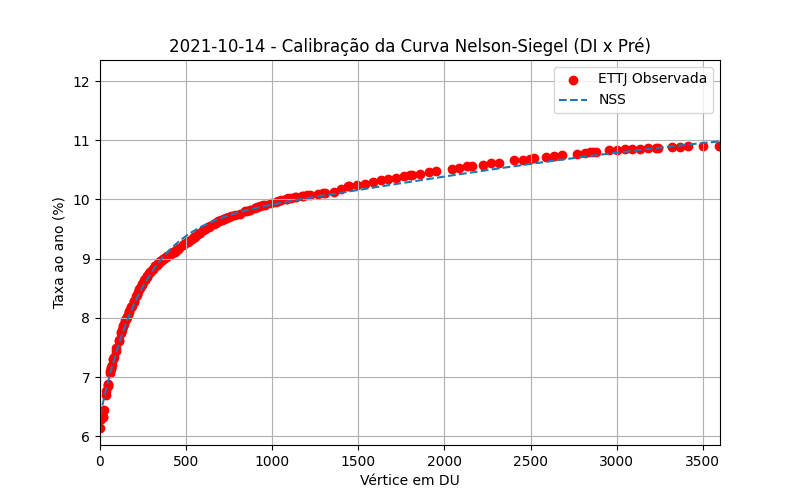 2021-10-14 - Calibração da Curva Nelson-Siegel (DI x Pré)
ETTJ Observada
NSS
Taxa ao ano (%)
12
11
10
9
8
7
6
0 500 1000 1500 2000 2500 3000 3500
Vértice em DU